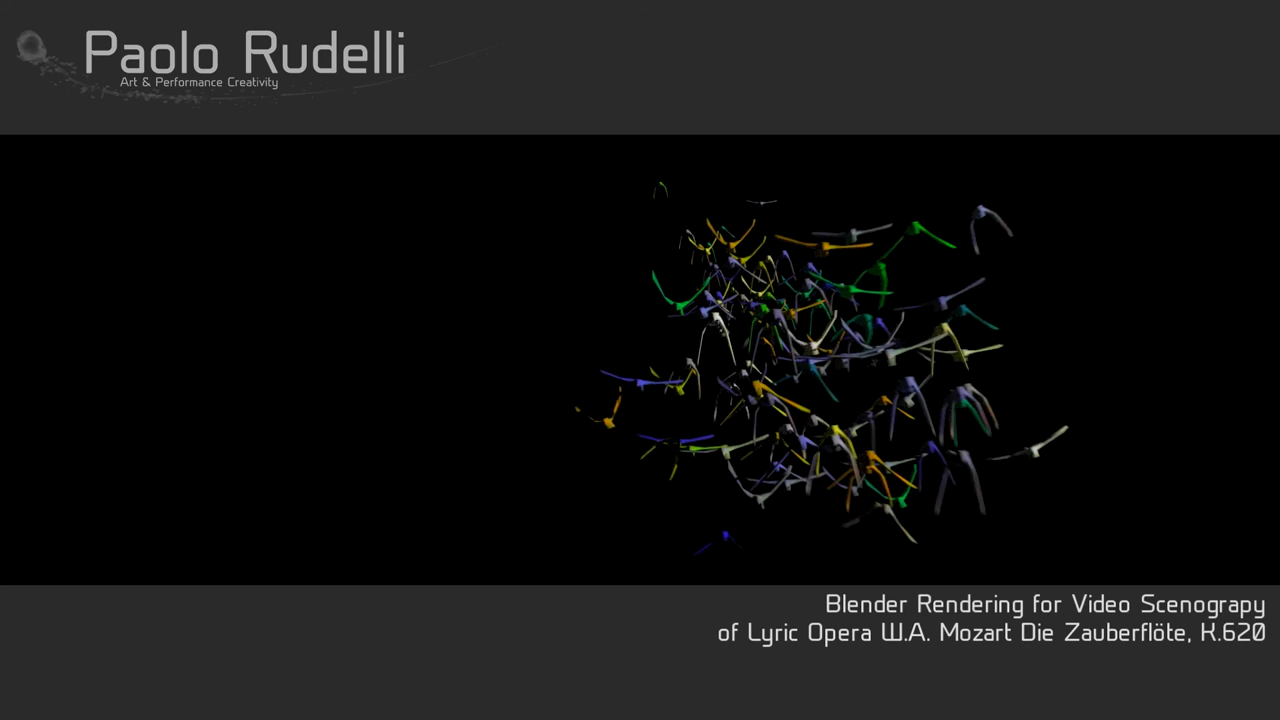 Paolo Rudelli
Art & Performance Creativity
Blender Rendering for Video Scenograpy
of Lyric Opera W.A. Mozart Die Zauberflöte, K.620